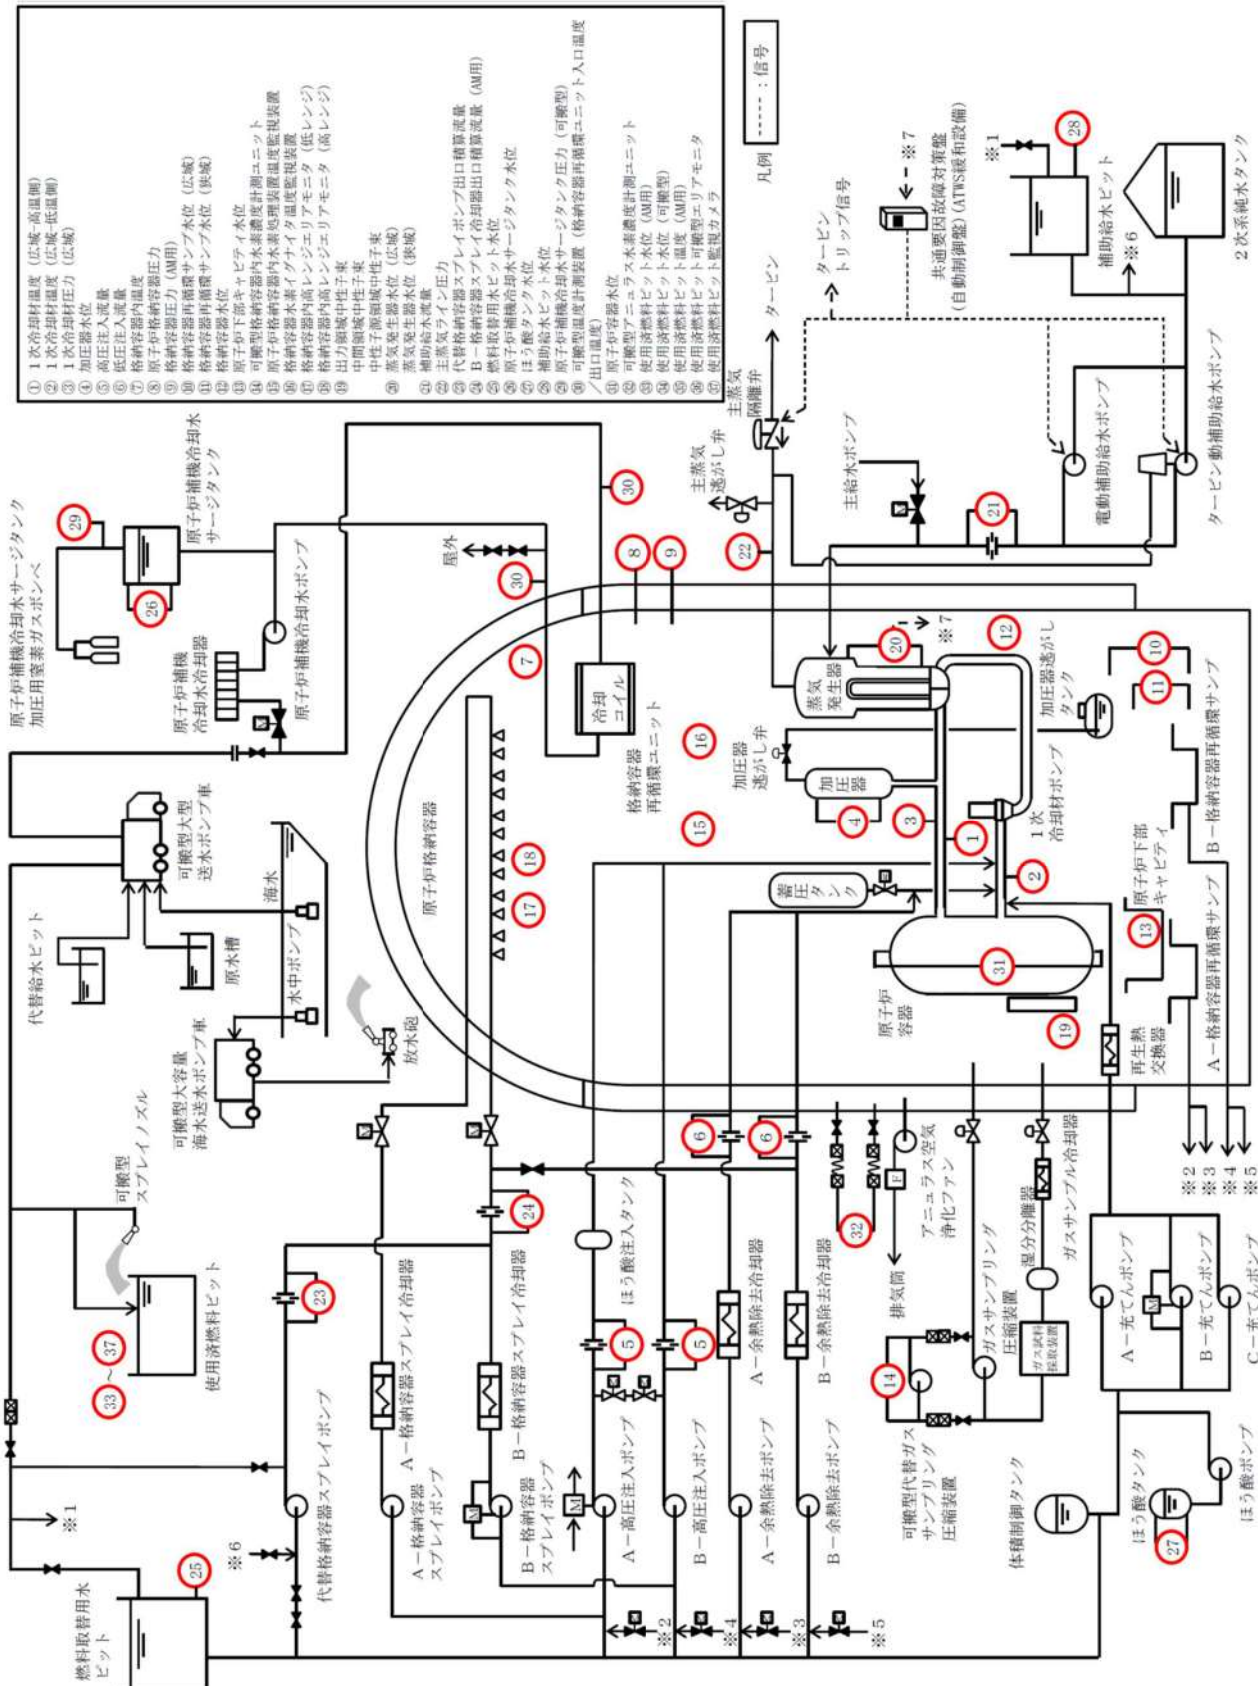 ① 1次冷却材温度（広域-高温側）
② 1次冷却材温度（広域-低温側）
③ 1次冷却材圧力（広域）
④ 加圧器水位
⑤ 高圧注入流量
⑥ 低圧注入流量
⑦ 格納容器内温度
⑧ 原子炉格納容器圧力
⑨ 格納容器圧力（AM用）
⑩ 格納容器再循環サンプ水位（広域）
⑪ 格納容器再循環サンプ水位（狭域）
⑫ 格納容器水位
⑬ 原子炉下部キャビティ水位
⑭ 可搬型格納容器内水素濃度計測ユニット
⑮ 原子炉格納容器内水素処理装置温度監視装置
⑯ 格納容器水素イグナイタ温度監視装置
⑰ 格納容器内高レンジエリアモニタ（低レンジ）
⑱ 格納容器内高レンジエリアモニタ（高レンジ）
⑲ 出力領域中性子束
中間領域中性子束
中性子源領域中性子束
⑳ 蒸気発生器水位（広域）
蒸気発生器水位（狭域）
㉑ 補助給水流量
㉒ 主蒸気ライン圧力
㉓ 代替格納容器スプレイポンプ出口積算流量
㉔ B－格納容器スプレイ冷却器出口積算流量（AM用）
㉕ 燃料取替用水ピット水位
㉖ 原子炉補機冷却水サージタンク水位
㉗ ほう酸タンク水位
㉘ 補助給水ピット水位
㉙ 原子炉補機冷却水サージタンク圧力（可搬型）
㉚ 可搬型温度計測装置（格納容器再循環ユニット入口温度
／出口温度）
㉛ 原子炉容器水位
㉜ 可搬型アニュラス水素濃度計測ユニット
㉝ 使用済燃料ピット水位（AM用）
㉞ 使用済燃料ピット水位（可搬型）
㉟ 使用済燃料ピット温度（AM用）
㊱ 使用済燃料ピット可搬型エリアモニタ
㊲ 使用済燃料ピット監視カメラ
凡例
-----：信号
原子炉補機冷却水サージタンク
加圧用窒素ガスボンベ
29
26
原子炉補機冷却水
サージタンク
原子炉補機
冷却水冷却器
原子炉補機冷却水ポンプ
可搬型大型
送水ポンプ車
代替給水ピット
原水槽
海水
水中ポンプ
可搬型大容量
海水送水ポンプ車
放水砲
可搬型
スプレイノズル
使用済燃料ピット
33
～
37
※1
燃料取替用水
ピット
25
※6
代替格納容器スプレイポンプ
23
24
A－格納容器スプレイ冷却器
A－格納容器
スプレイポンプ
B－格納容器スプレイ冷却器
B－格納容器
スプレイポンプ
M
M
ほう酸注入タンク
5
5
A－高圧注入ポンプ
B－高圧注入ポンプ
6
6
A－余熱除去冷却器
A－余熱除去ポンプ
B－余熱除去冷却器
B－余熱除去ポンプ
※2
※4
※3
※5
原子炉格納容器
17
18
7
屋外
30
30
8
9
冷却
コイル
格納容器
再循環ユニット
15
16
加圧器
逃がし弁
加圧器
4
3
1
2
蓄圧タンク
原子炉
容器
31
19
1次
冷却材ポンプ
蒸気
発生器
20
※7
12
加圧器逃がし
タンク
10
11
B－格納容器再循環サンプ
原子炉下部
キャビティ
13
A－格納容器再循環サンプ
再生熱
交換器
※2
※3
※4
※5
主蒸気
逃がし弁
主蒸気
隔離弁
タービン
22
タービン
トリップ信号
※7
共通要因故障対策盤
(自動制御盤)(ATWS緩和設備)
主給水ポンプ
21
電動補助給水ポンプ
タービン動補助給水ポンプ
※1
28
補助給水ピット
※6
2次系純水タンク
32
F
排気筒
アニュラス空気
浄化ファン
14
可搬型代替ガス
サンプリング
圧縮装置
ガスサンプリング
圧縮装置
ガス試料
採取装置
湿分分離器
ガスサンプル冷却器
体積制御タンク
A－充てんポンプ
M
B－充てんポンプ
C－充てんポンプ
ほう酸タンク
27
ほう酸ポンプ